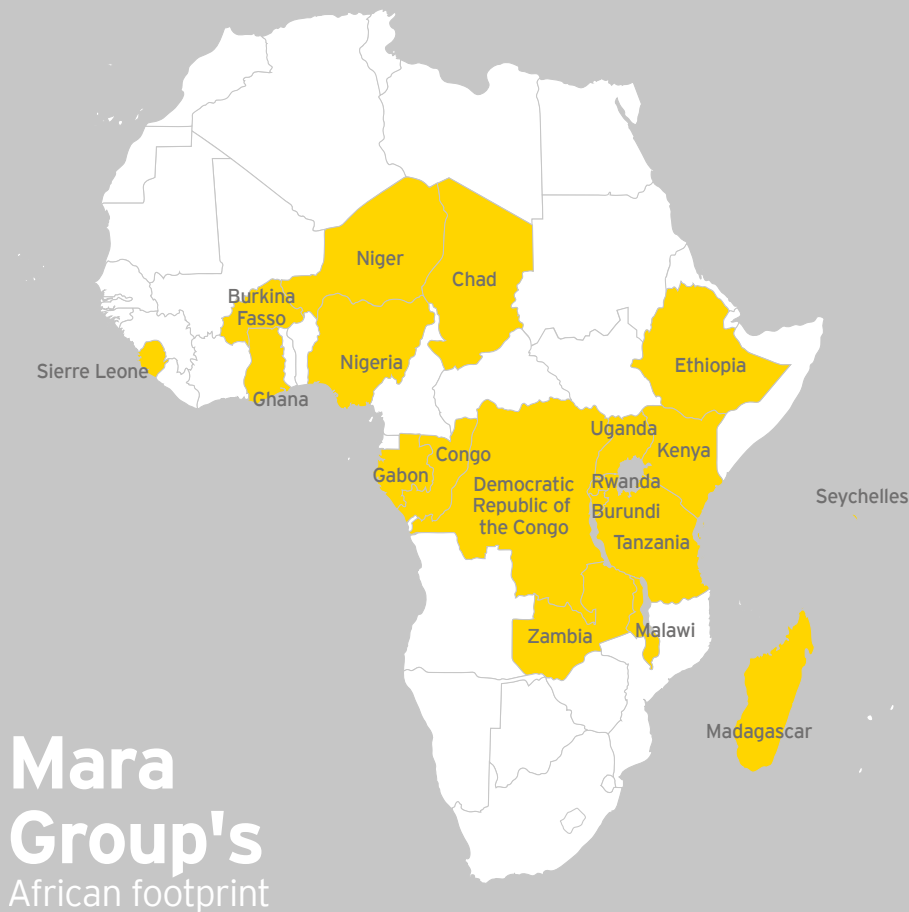 Niger
Chad
Burkina
Fasso
Nigeria
Sierre Leone
Ethiopia
Ghana
Uganda
Kenya
Congo
Gabon
Democratic
Republic of
the Congo
Rwanda
Seychelles
Burundi
Tanzania
Zambia
Malawi
Madagascar
Mara
Group's
African footprint